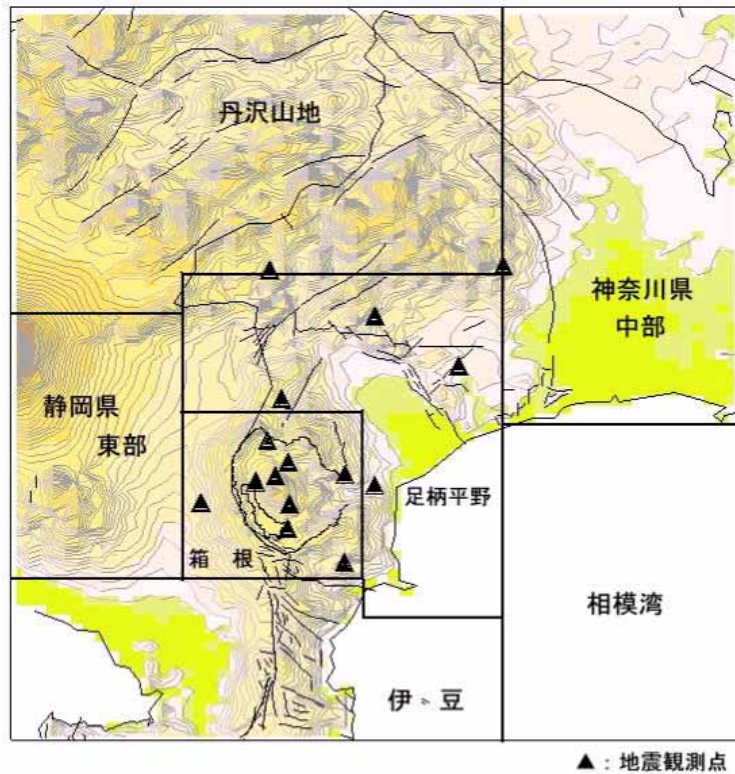 丹沢山地
神奈川県
中部
静岡県
東部
足柄平野
箱 根
相模湾
伊 豆
▲ : 地震観測点